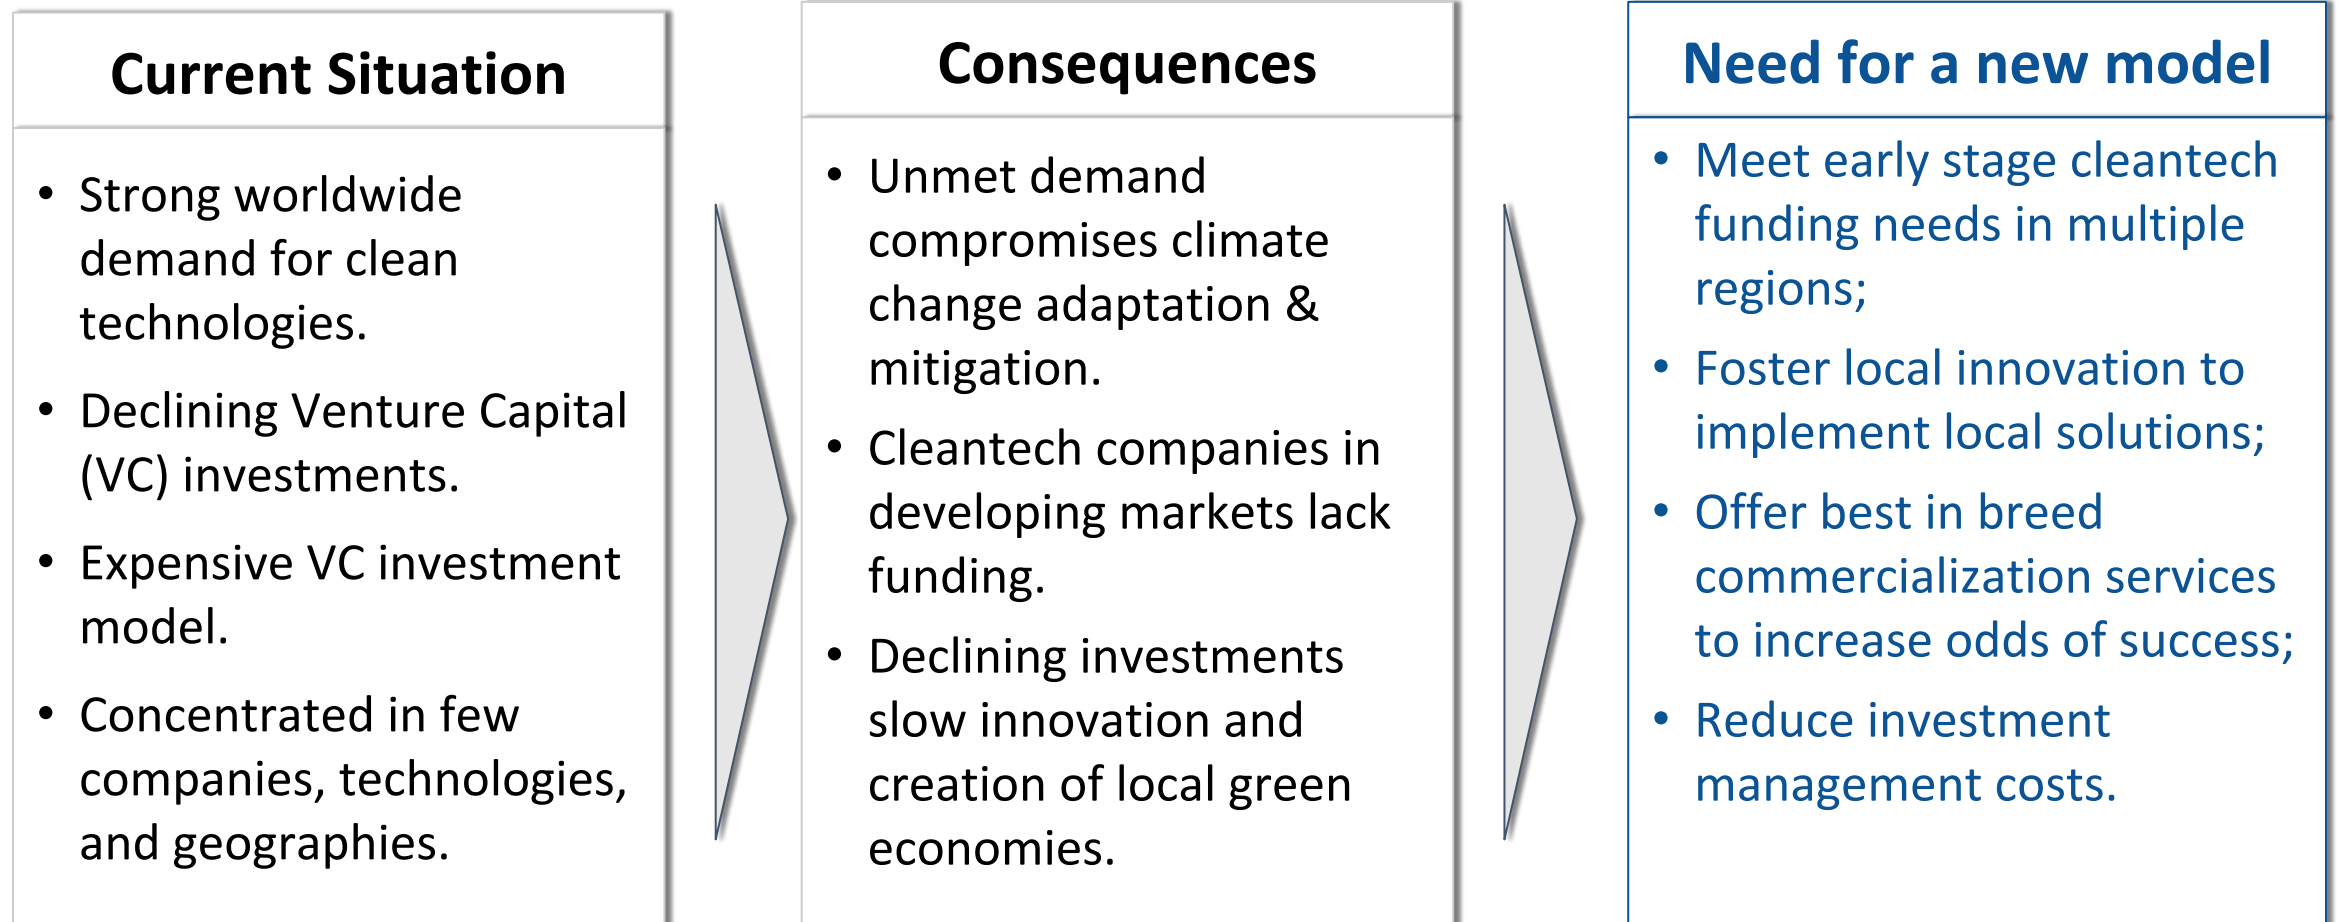 Current Situation
• Strong worldwide
demand for clean
technologies.
• Declining Venture Capital
(VC) investments.
• Expensive VC investment
model.
• Concentrated in few
companies, technologies,
and geographies.
Consequences
• Unmet demand
compromises climate
change adaptation &
mitigation.
• Cleantech companies in
developing markets lack
funding.
• Declining investments
slow innovation and
creation of local green
economies.
Need for a new model
• Meet early stage cleantech
funding needs in multiple
regions;
• Foster local innovation to
implement local solutions;
• Offer best in breed
commercialization services
to increase odds of success;
• Reduce investment
management costs.